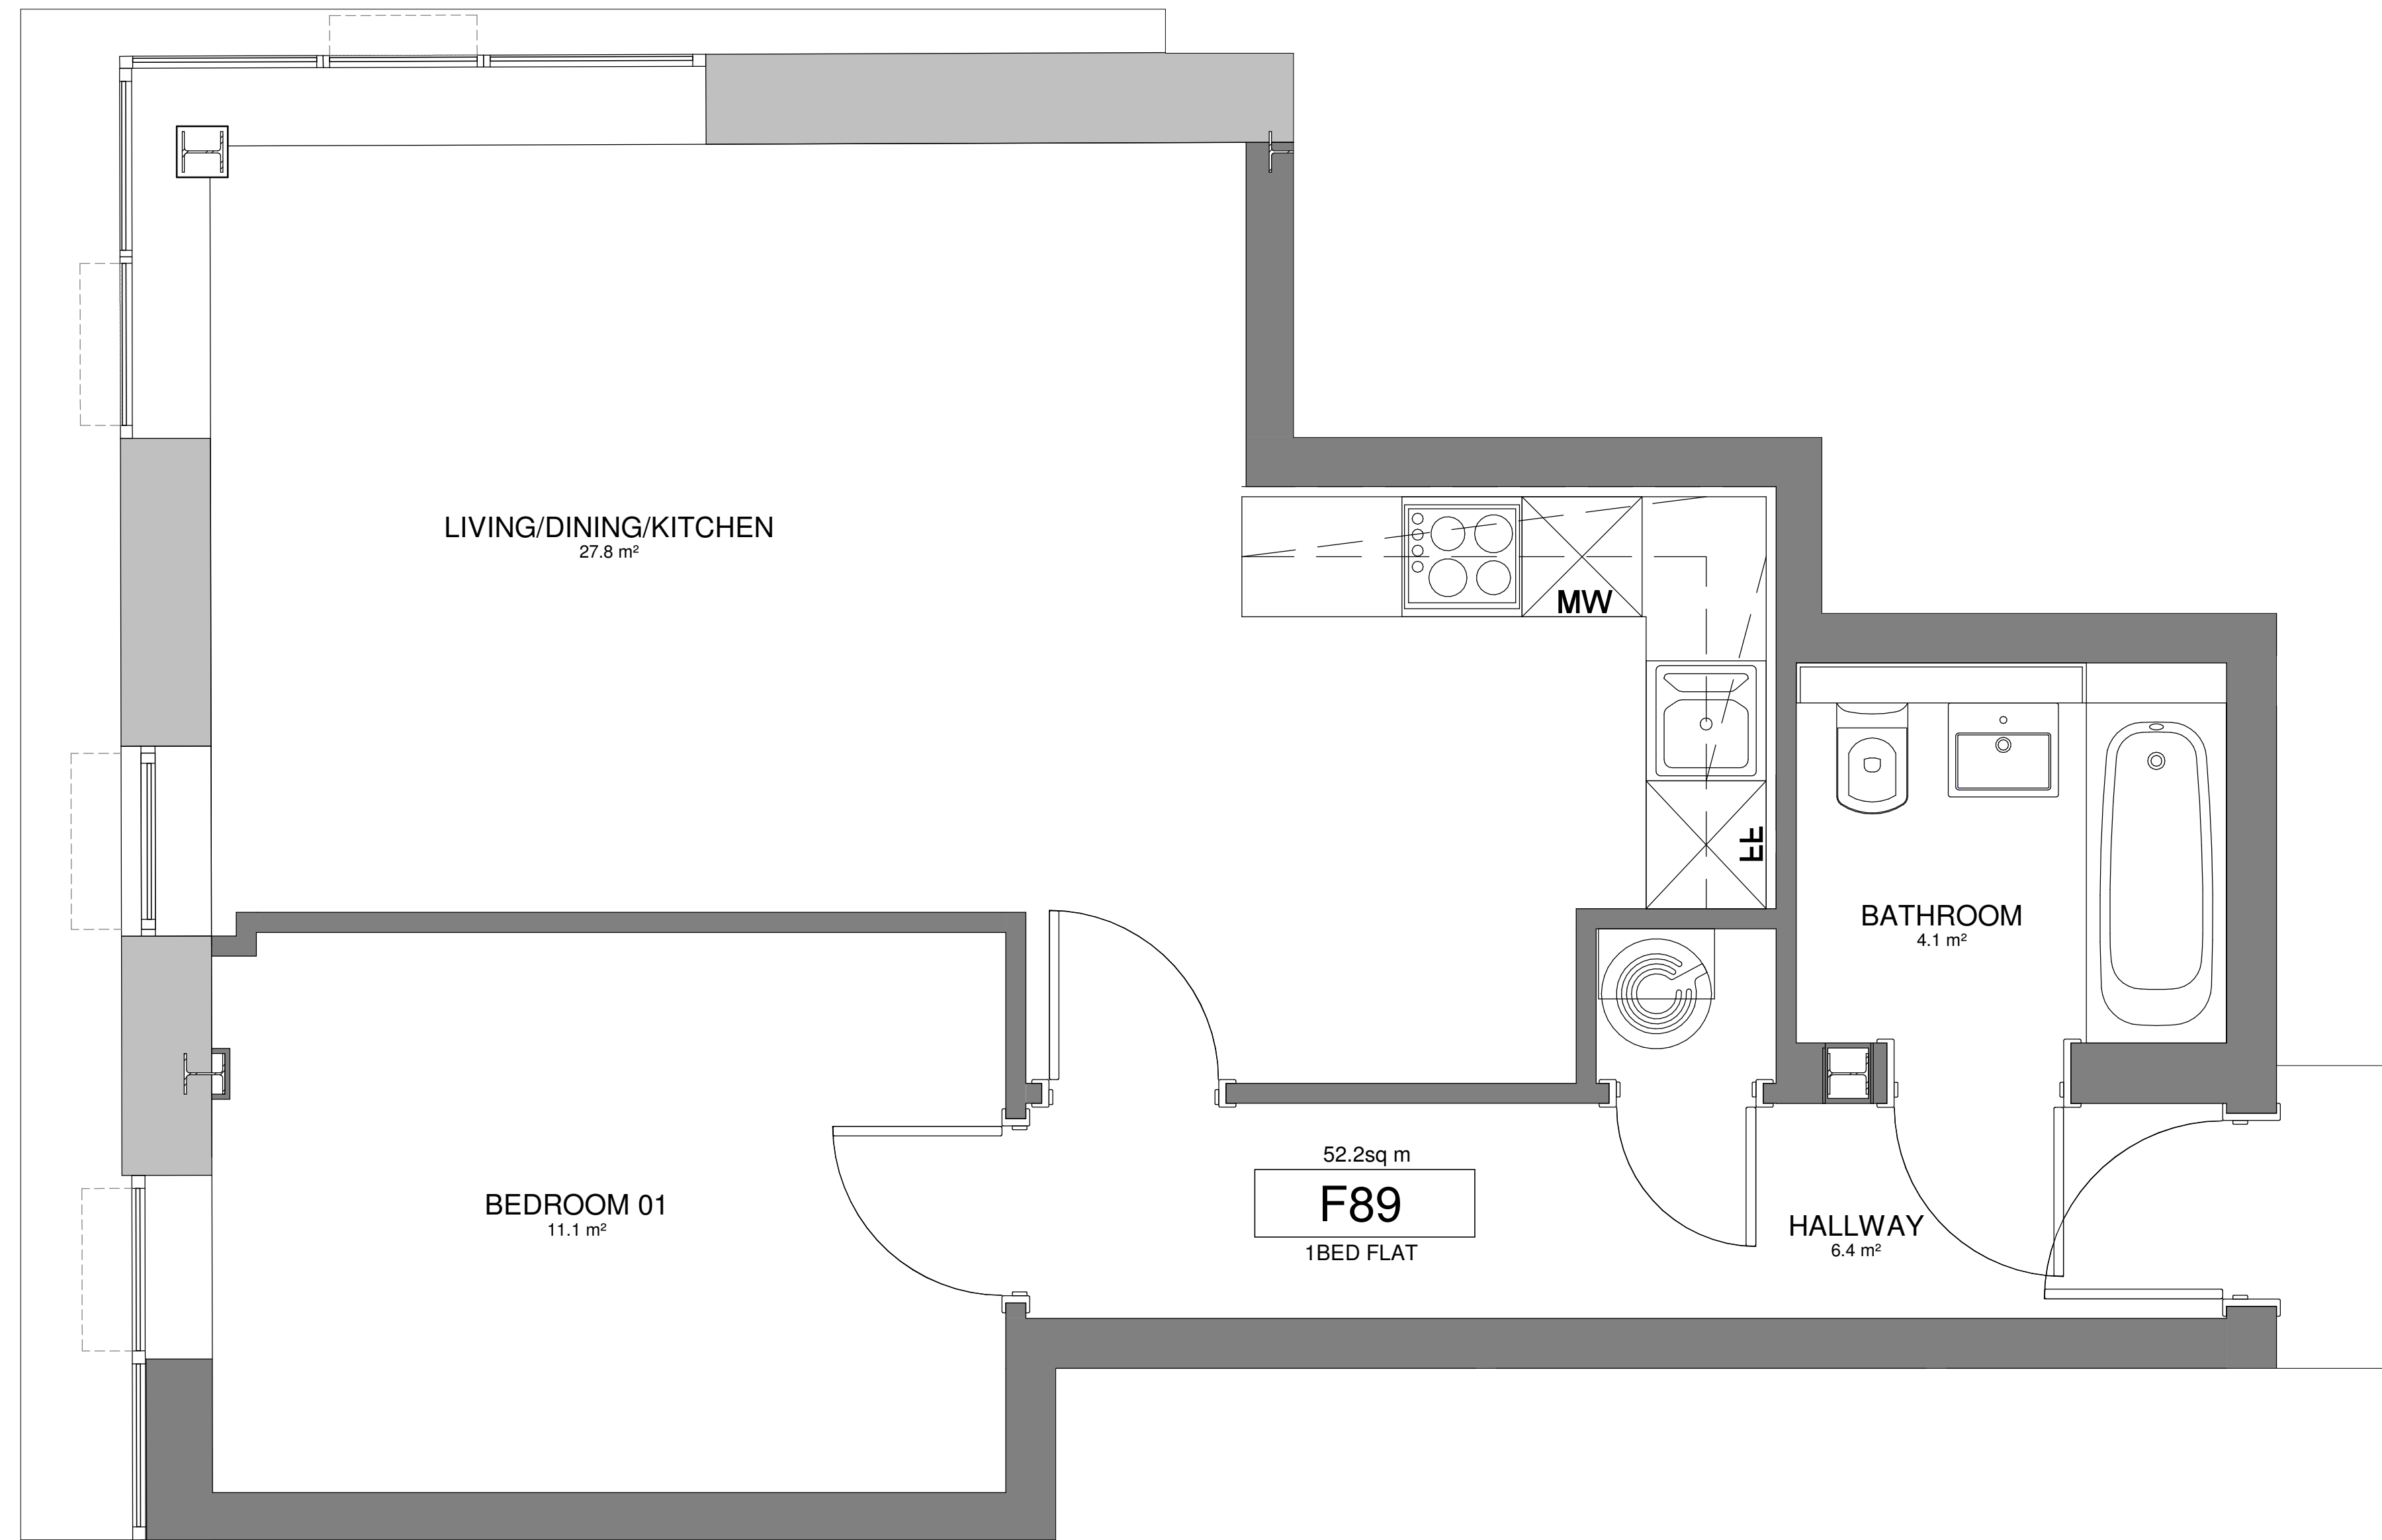 LIVING/DINING/KITCHEN
27.8 m²
MW
FF
BATHROOM
4.1 m²
BEDROOM 01
11.1 m²
52.2sq m
F89
1BED FLAT
HALLWAY
6.4 m²